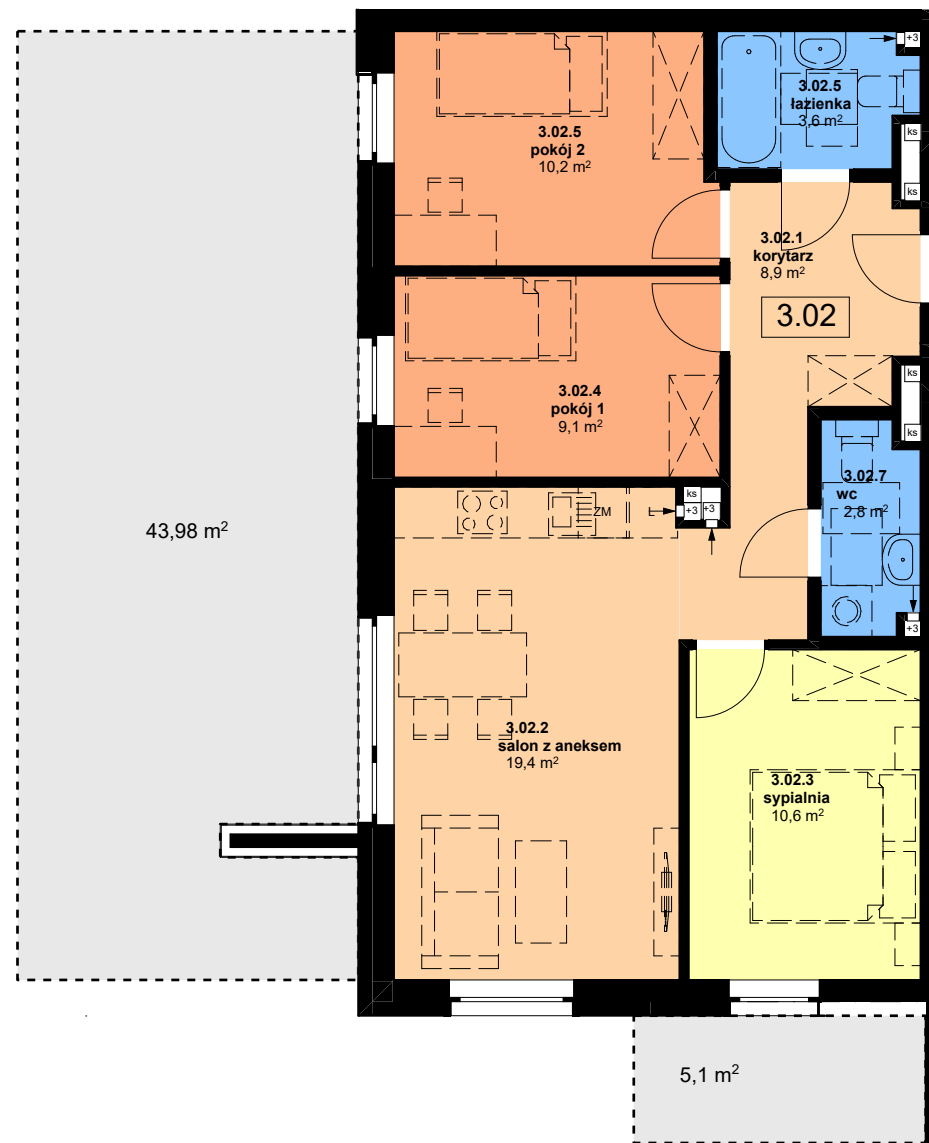 +3
3.02.5
łazienka
3,6 m²
ks
3.02.5
pokój 2
10,2 m²
ks
3.02.1
korytarz
8,9 m²
3.02
ks
3.02.4
pokój 1
9,1 m²
ks
3.02.7
wc
2,8 m²
ks
ZM
L
+3
+3
43,98 m²
+3
3.02.2
salon z aneksem
19,4 m²
3.02.3
sypialnia
10,6 m²
5,1 m²